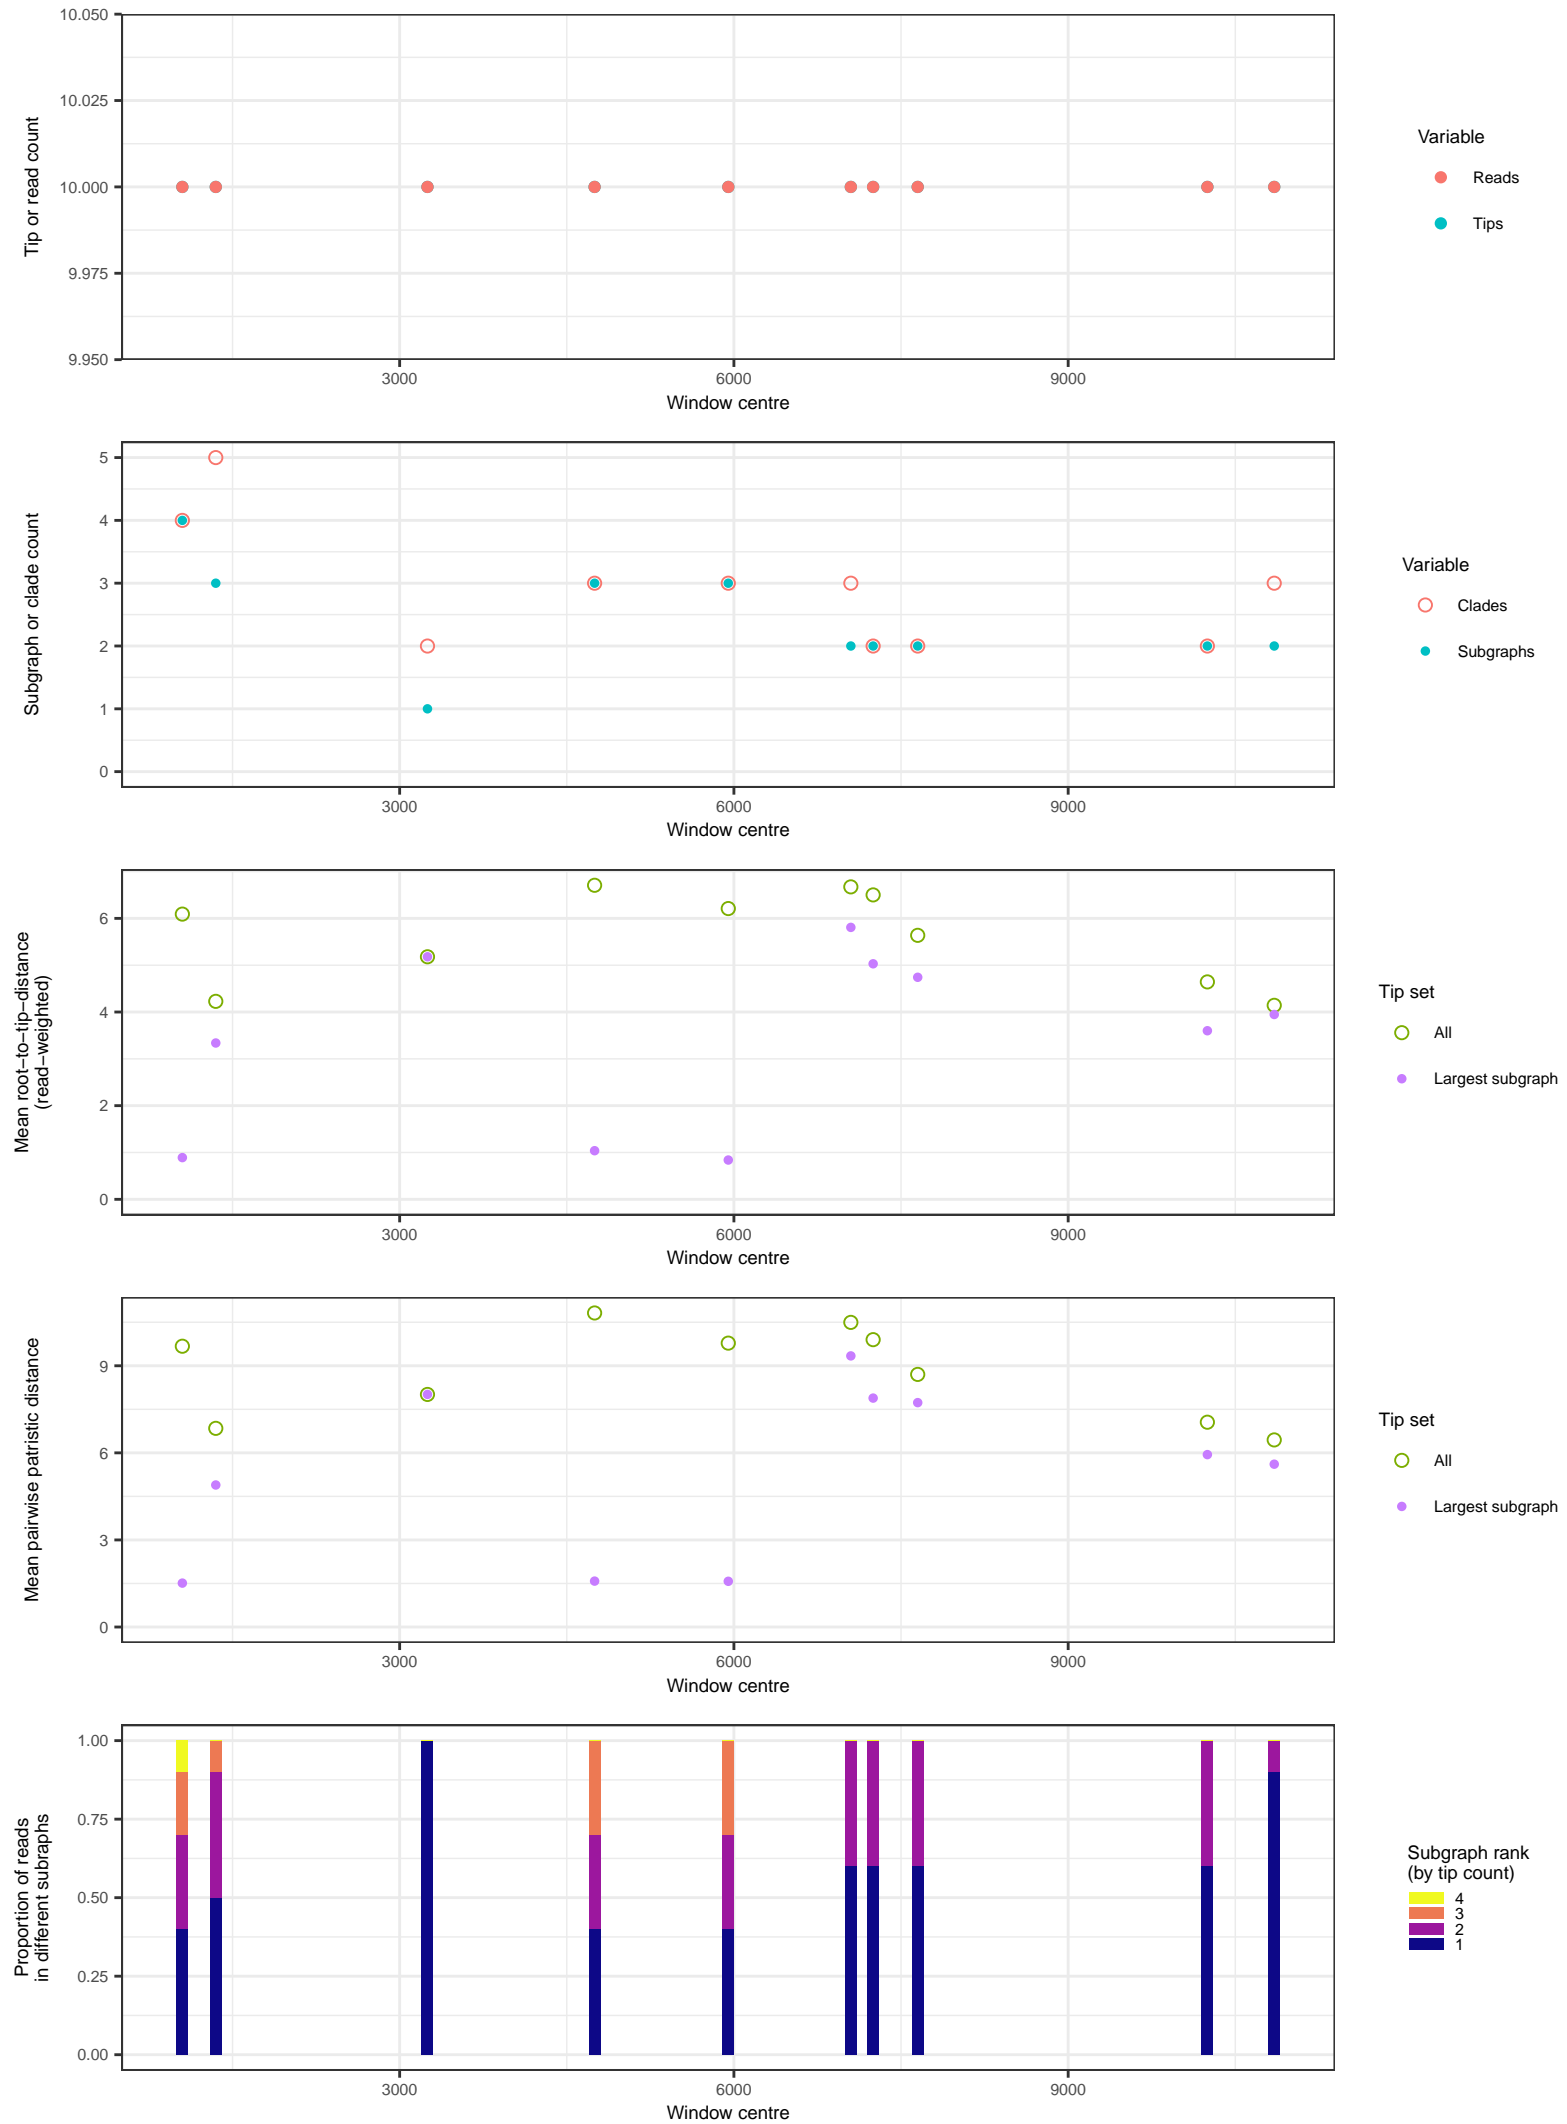 10.050
10.025
10.000
9.975
9.950
Tip or read count
3000
6000
9000
Window centre
Variable
Reads
Tips
5
4
3
2
1
0
Subgraph or clade count
3000
6000
9000
Window centre
Variable
Clades
Subgraphs
6
4
2
0
Mean root−to−tip−distance
(read−weighted)
3000
6000
9000
Window centre
Tip set
All
Largest subgraph
9
6
3
0
Mean pairwise patristic distance
3000
6000
9000
Window centre
Tip set
All
Largest subgraph
1.00
0.75
0.50
0.25
0.00
Proportion of reads
in different subraphs
3000
6000
9000
Window centre
Subgraph rank
(by tip count)
4
3
2
1